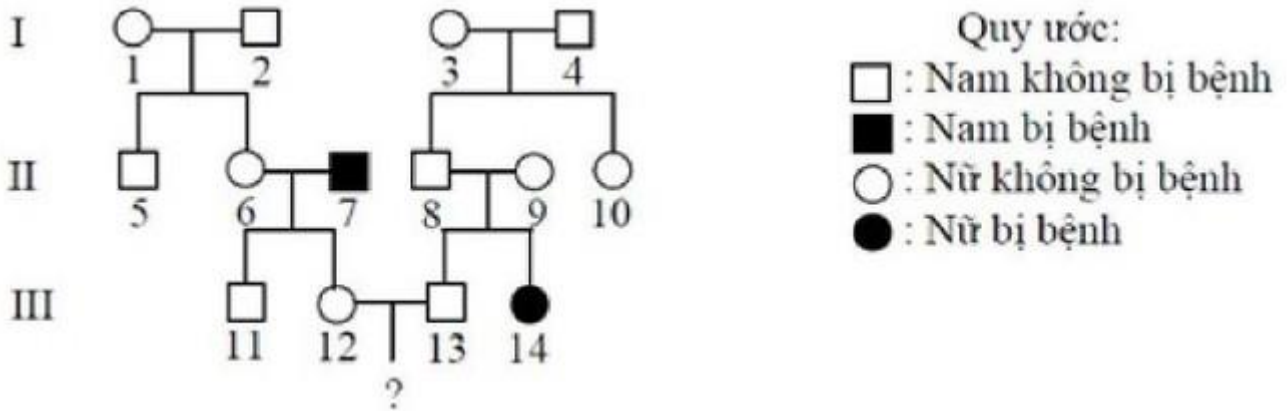 I
1 2 3 4
II
5 6 7 8 9 10
III
11 12 13 14
?
Quy ước:
: Nam không bị bệnh
: Nam bị bệnh
: Nữ không bị bệnh
: Nữ bị bệnh